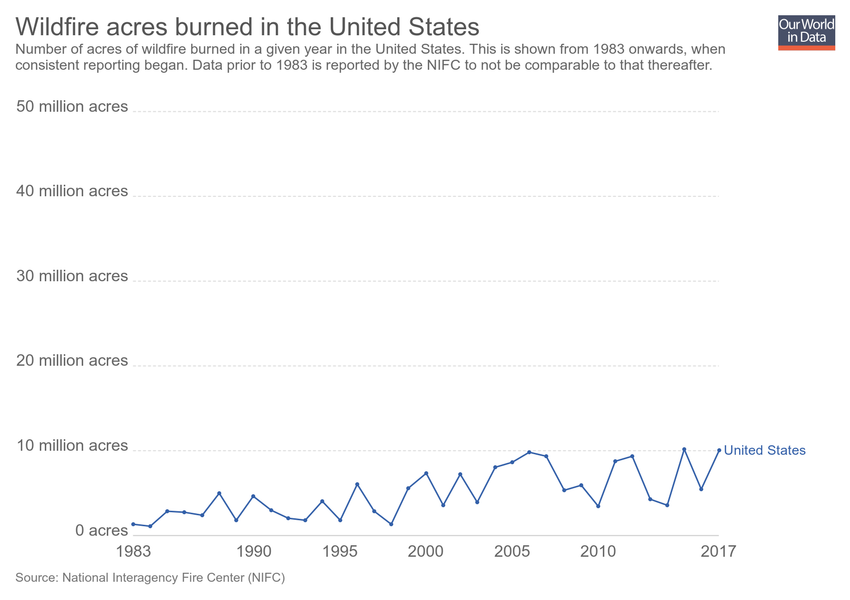 Wildfire acres burned in the United States
Our World
in Data
Number of acres of wildfire burned in a given year in the United States. This is shown from 1983 onwards, when
consistent reporting began. Data prior to 1983 is reported by the NIFC to not be comparable to that thereafter.
50 million acres
40 million acres
30 million acres
20 million acres
10 million acres
United States
0 acres
1983 1990 1995 2000 2005 2010 2017
Source: National Interagency Fire Center (NIFC)